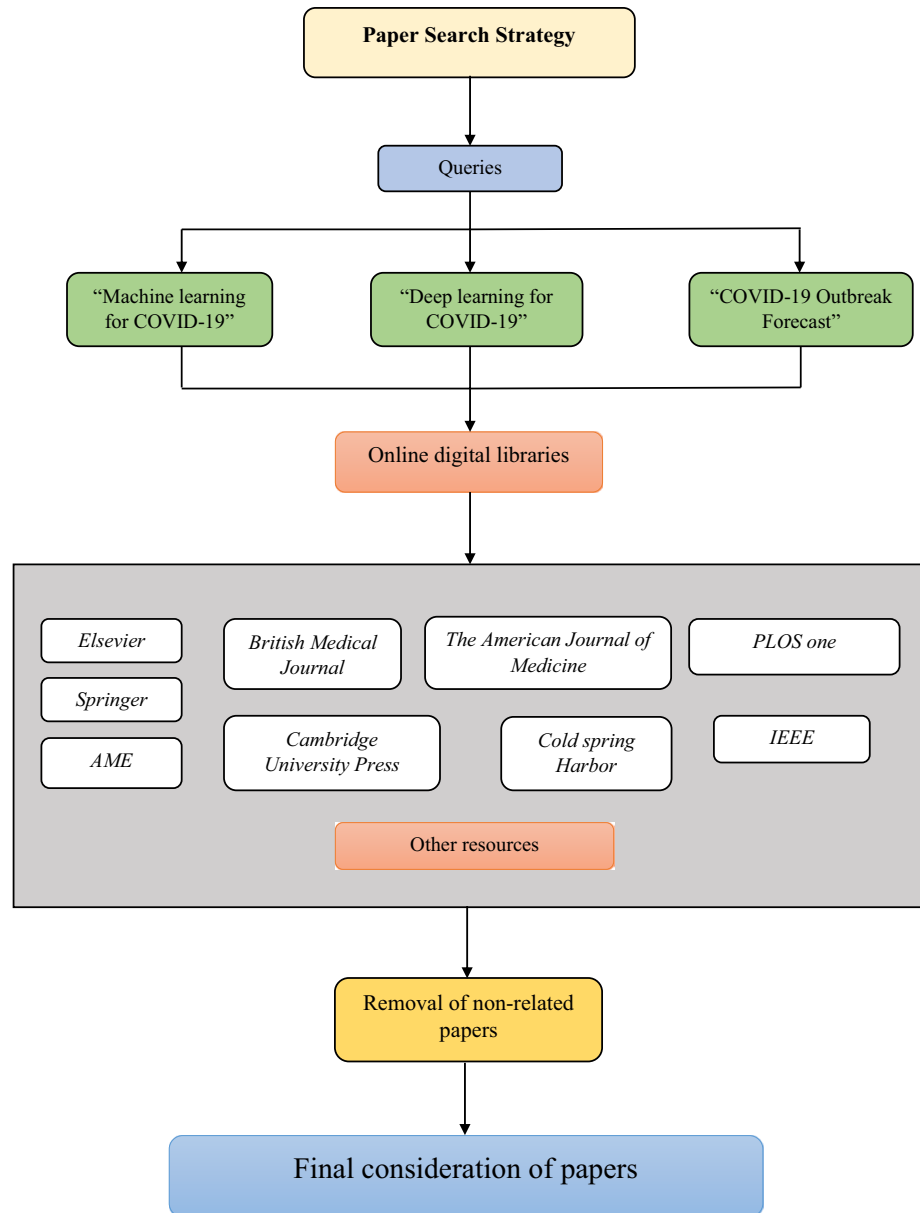 Paper Search Strategy
Queries
“Machine learning
for COVID-19”
“Deep learning for
COVID-19”
“COVID-19 Outbreak
Forecast”
Online digital libraries
Elsevier
British Medical
Journal
The American Journal of
Medicine
PLOS one
Springer
AME
Cambridge
University Press
Cold spring
Harbor
IEEE
Other resources
Removal of non-related
papers
Final consideration of papers